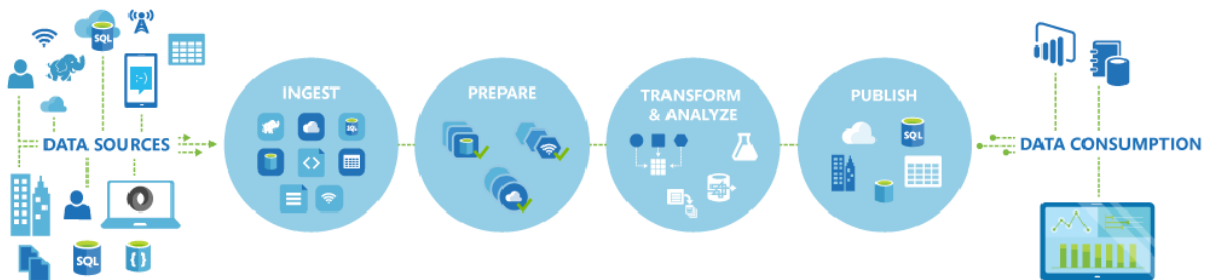 SQL
:-)
DATA SOURCES
SQL
{ }
INGEST
SQL
< >
PREPARE
TRANSFORM
& ANALYZE
PUBLISH
SQL
DATA CONSUMPTION